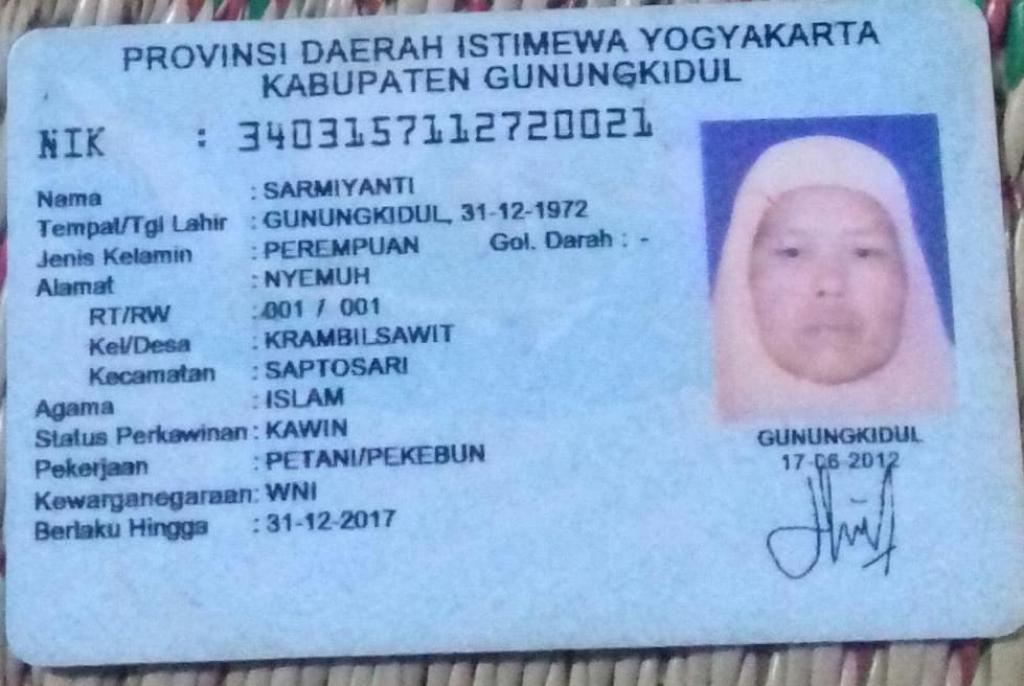 PROVINSI DAERAH ISTIMEWA YOGYAKARTA
KABUPATEN GUNUNGKIDUL
NIK : 3403157112720021
Nama : SARMIYANTI
Tempat/Tgl Lahir : GUNUNGKIDUL, 31-12-1972
Jenis Kelamin : PEREMPUAN Gol. Darah : -
Alamat : NYEMUH
RT/RW : 001 / 001
Kel/Desa : KRAMBILSAWIT
Kecamatan : SAPTOSARI
Agama : ISLAM
Status Perkawinan : KAWIN
Pekerjaan : PETANI/PEKEBUN
Kewarganegaraan : WNI
Berlaku Hingga : 31-12-2017
GUNUNGKIDUL
17-06-2012